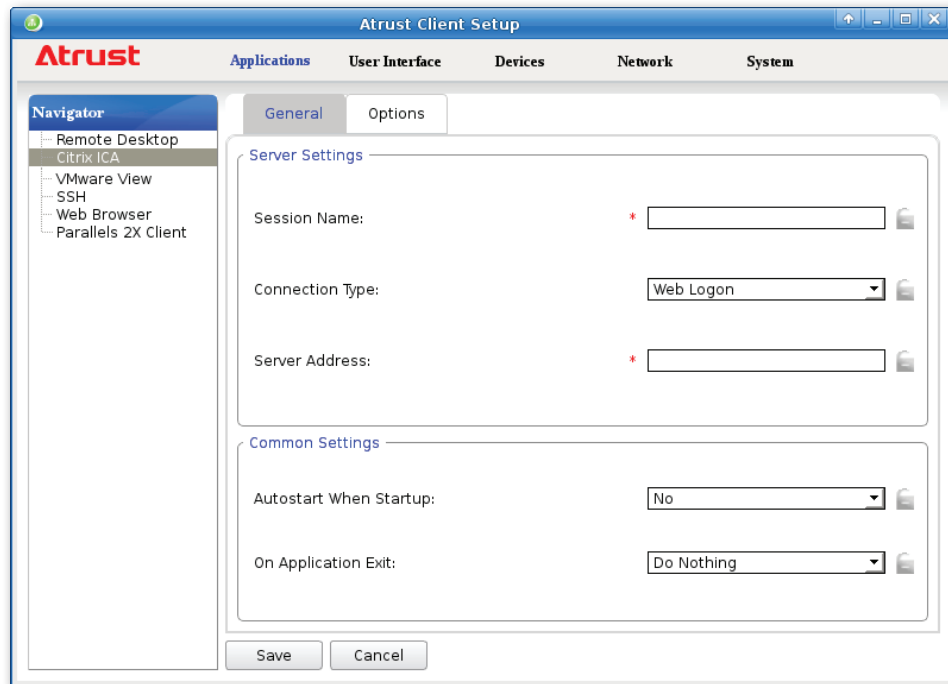 Atrust Client Setup
Atrust Applications User Interface Devices Network System
Navigator
Remote Desktop
Citrix ICA
VMware View
SSH
Web Browser
Parallels 2X Client
General Options
Server Settings
Session Name: *
Connection Type: Web Logon
Server Address: *
Common Settings
Autostart When Startup: No
On Application Exit: Do Nothing
Save Cancel